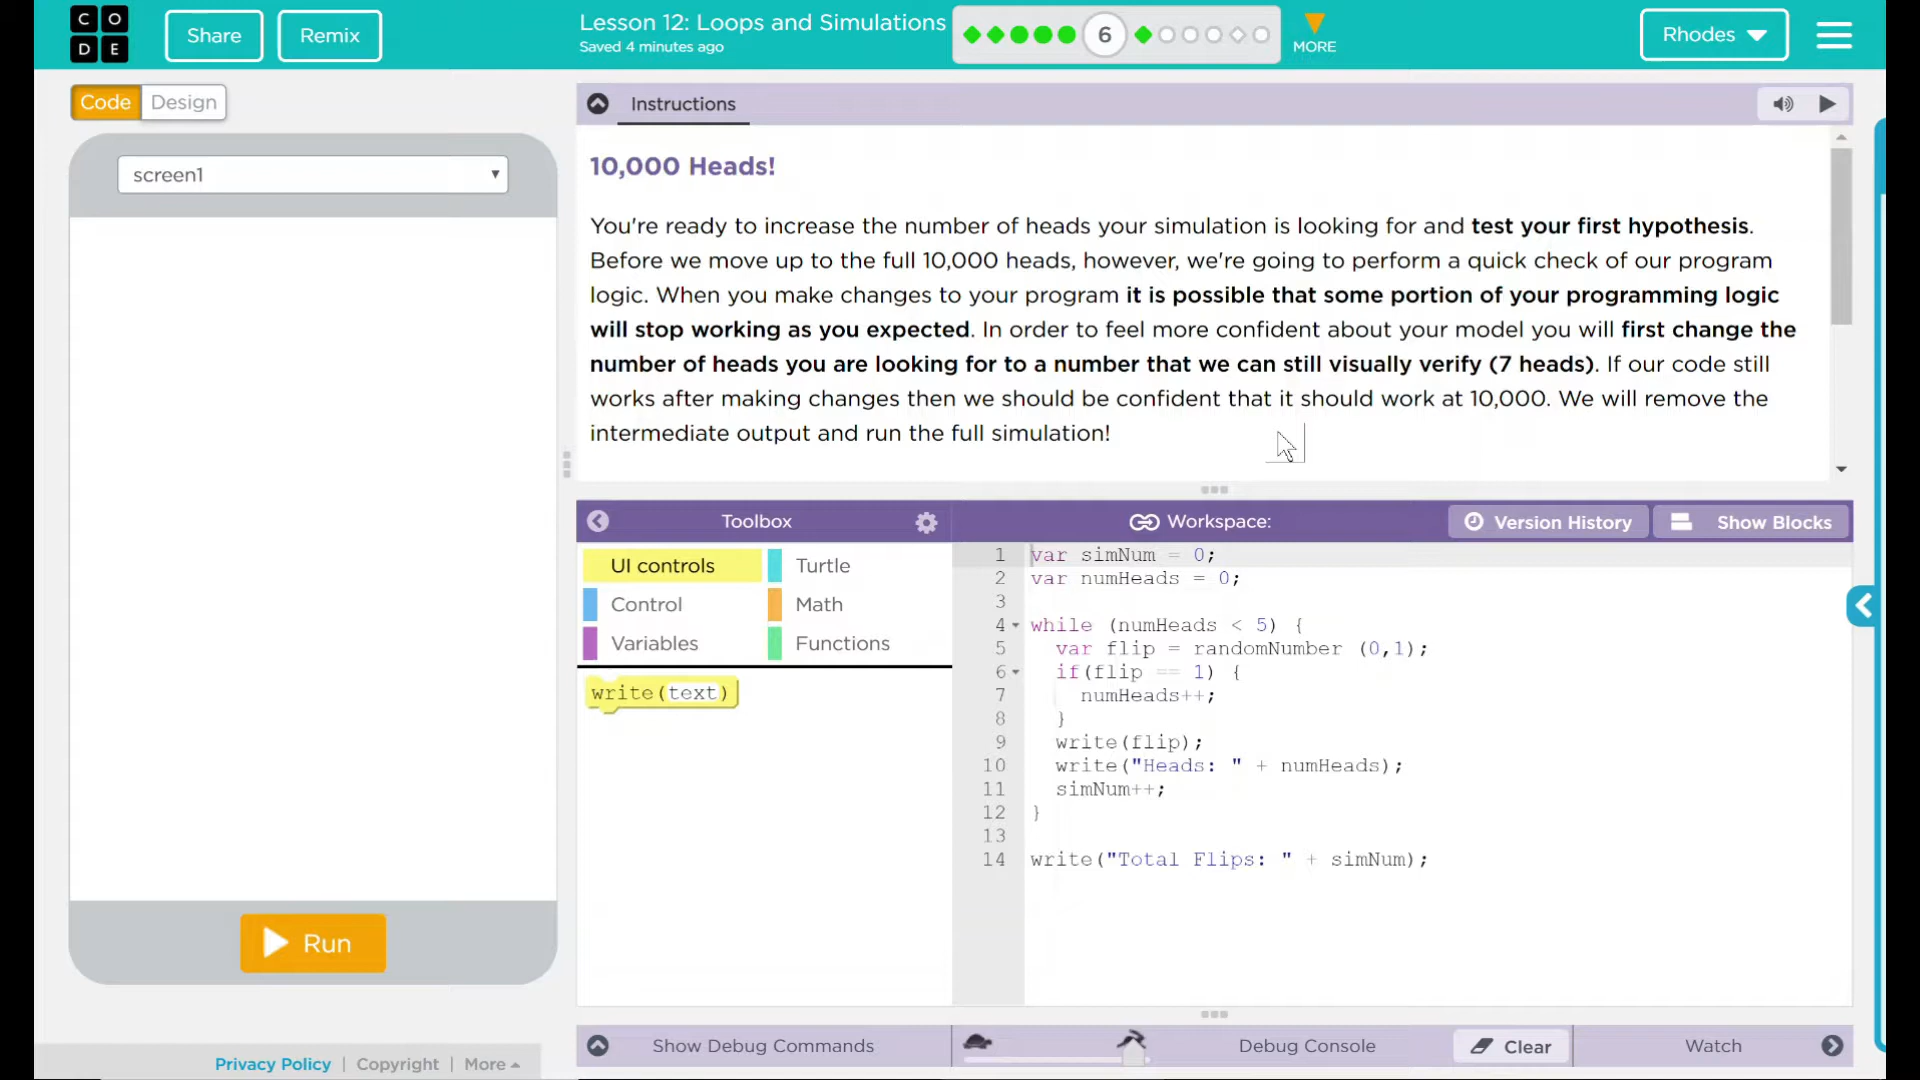 CO
DE
Share
Remix
Lesson 12: Loops and Simulations
Saved 4 minutes ago
6
MORE
Rhodes
Code
Design
screen1
Instructions
10,000 Heads!
You're ready to increase the number of heads your simulation is looking for and test your first hypothesis.
Before we move up to the full 10,000 heads, however, we're going to perform a quick check of our program
logic. When you make changes to your program it is possible that some portion of your programming logic
will stop working as you expected. In order to feel more confident about your model you will first change the
number of heads you are looking for to a number that we can still visually verify (7 heads). If our code still
works after making changes then we should be confident that it should work at 10,000. We will remove the
intermediate output and run the full simulation!
Toolbox
Workspace:
Version History
Show Blocks
UI controls
Turtle
Control
Math
Variables
Functions
write(text)
1 var simNum = 0;
2 var numHeads = 0;
3
4 while (numHeads < 5) {
5 var flip = randomNumber (0,1);
6 if(flip == 1) {
7 numHeads++;
8 }
9 write(flip);
10 write("Heads: " + numHeads);
11 simNum++;
12 }
13
14 write("Total Flips: " + simNum);
Run
Show Debug Commands
Debug Console
Clear
Watch
Privacy Policy | Copyright | More